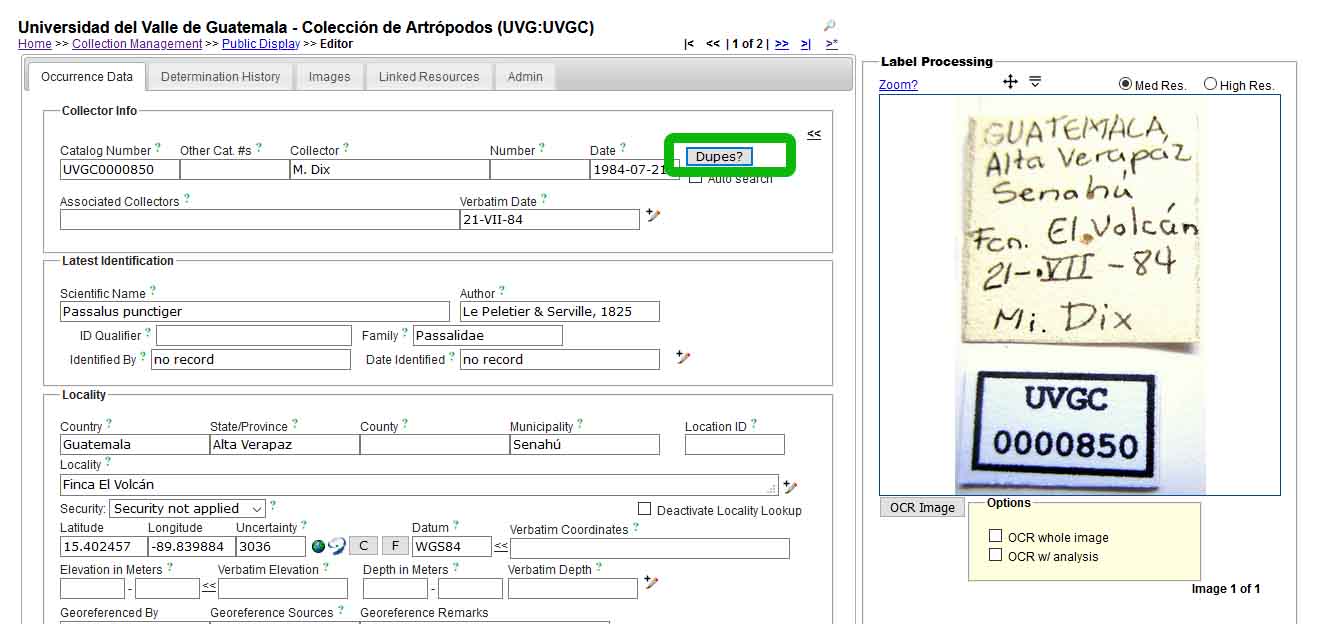 Universidad del Valle de Guatemala - Colección de Artrópodos (UVG:UVGC)
Home >> Collection Management >> Public Display >> Editor
|< << | 1 of 2 | >> >| >*
Occurrence Data Determination History Images Linked Resources Admin
Collector Info
<<
Catalog Number ? Other Cat. #s ? Collector ? Number ? Date ? Dupes?
UVGC0000850 M. Dix 1984-07-21
Auto search
Associated Collectors ? Verbatim Date ?
21-VII-84
Latest Identification
Scientific Name ? Author ?
Passalus punctiger Le Peletier & Serville, 1825
ID Qualifier ? Family ? Passalidae
Identified By ? no record Date Identified ? no record
Locality
Country ? State/Province ? County ? Municipality ? Location ID ?
Guatemala Alta Verapaz Senahú
Locality ?
Finca El Volcán
Security: Security not applied ? Deactivate Locality Lookup
Latitude Longitude Uncertainty ? Datum ? Verbatim Coordinates ?
15.402457 -89.839884 3036 C F WGS84 <<
Elevation in Meters ? Verbatim Elevation ? Depth in Meters ? Verbatim Depth ?
- << -
Georeferenced By Georeference Sources ? Georeference Remarks
Label Processing
Zoom? Med Res. High Res.
GUATEMALA,
Alta Verapáz
Senahú
Fcn. El Volcán
21-VII-84
Mi. Dix
UVGC
0000850
OCR Image
Options
OCR whole image
OCR w/ analysis
Image 1 of 1